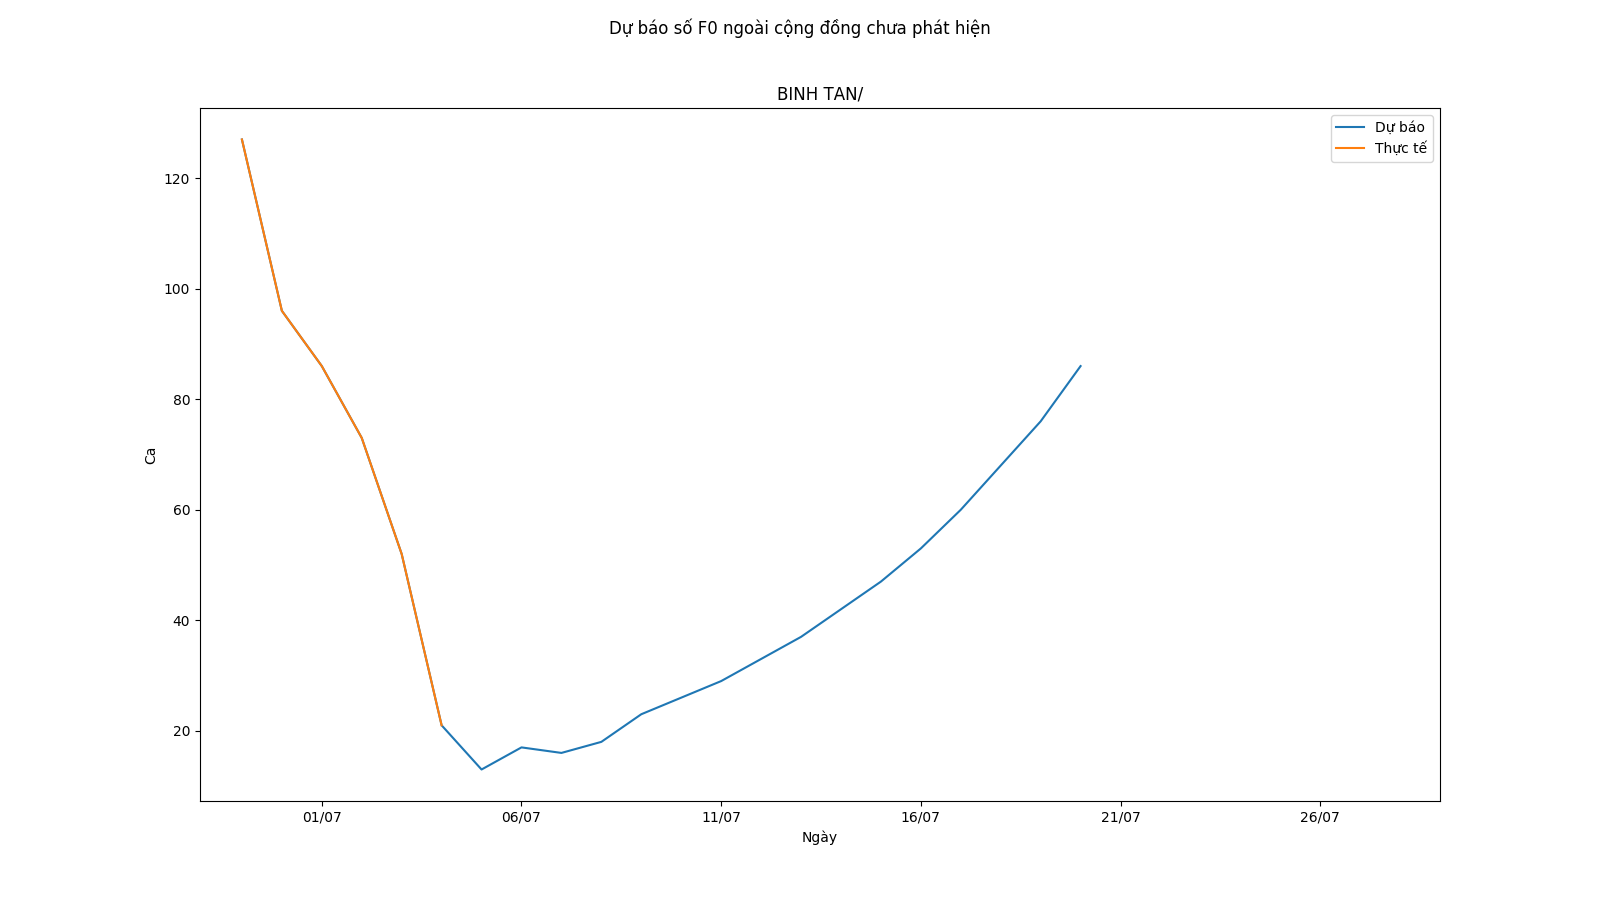 Dự báo số F0 ngoài cộng đồng chưa phát hiện
BINH TAN/
Dự báo
Thực tế
120
100
80
60
40
20
Ca
01/07
06/07
11/07
16/07
21/07
26/07
Ngày